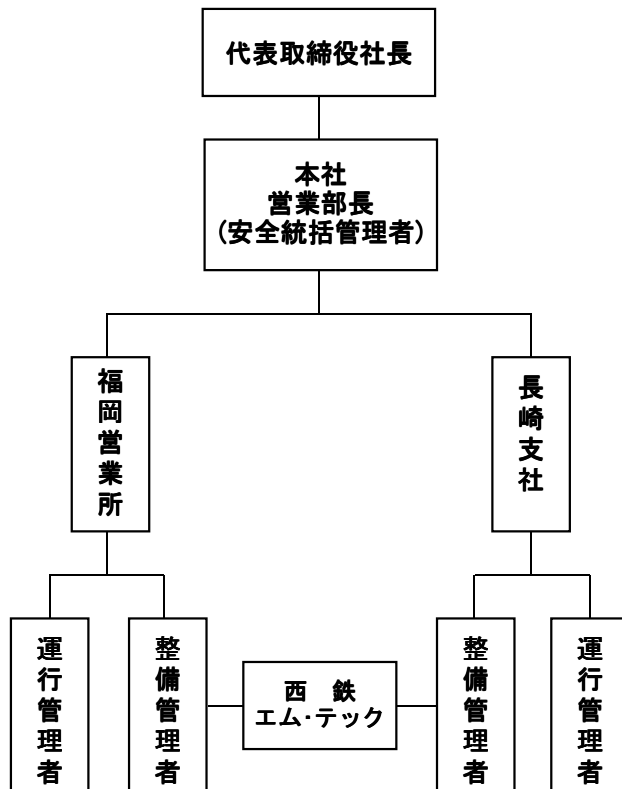 代表取締役社長
本社
営業部長
（安全統括管理者）
福岡営業所
長崎支社
運行管理者
整備管理者
西　鉄
エム・テック
整備管理者
運行管理者